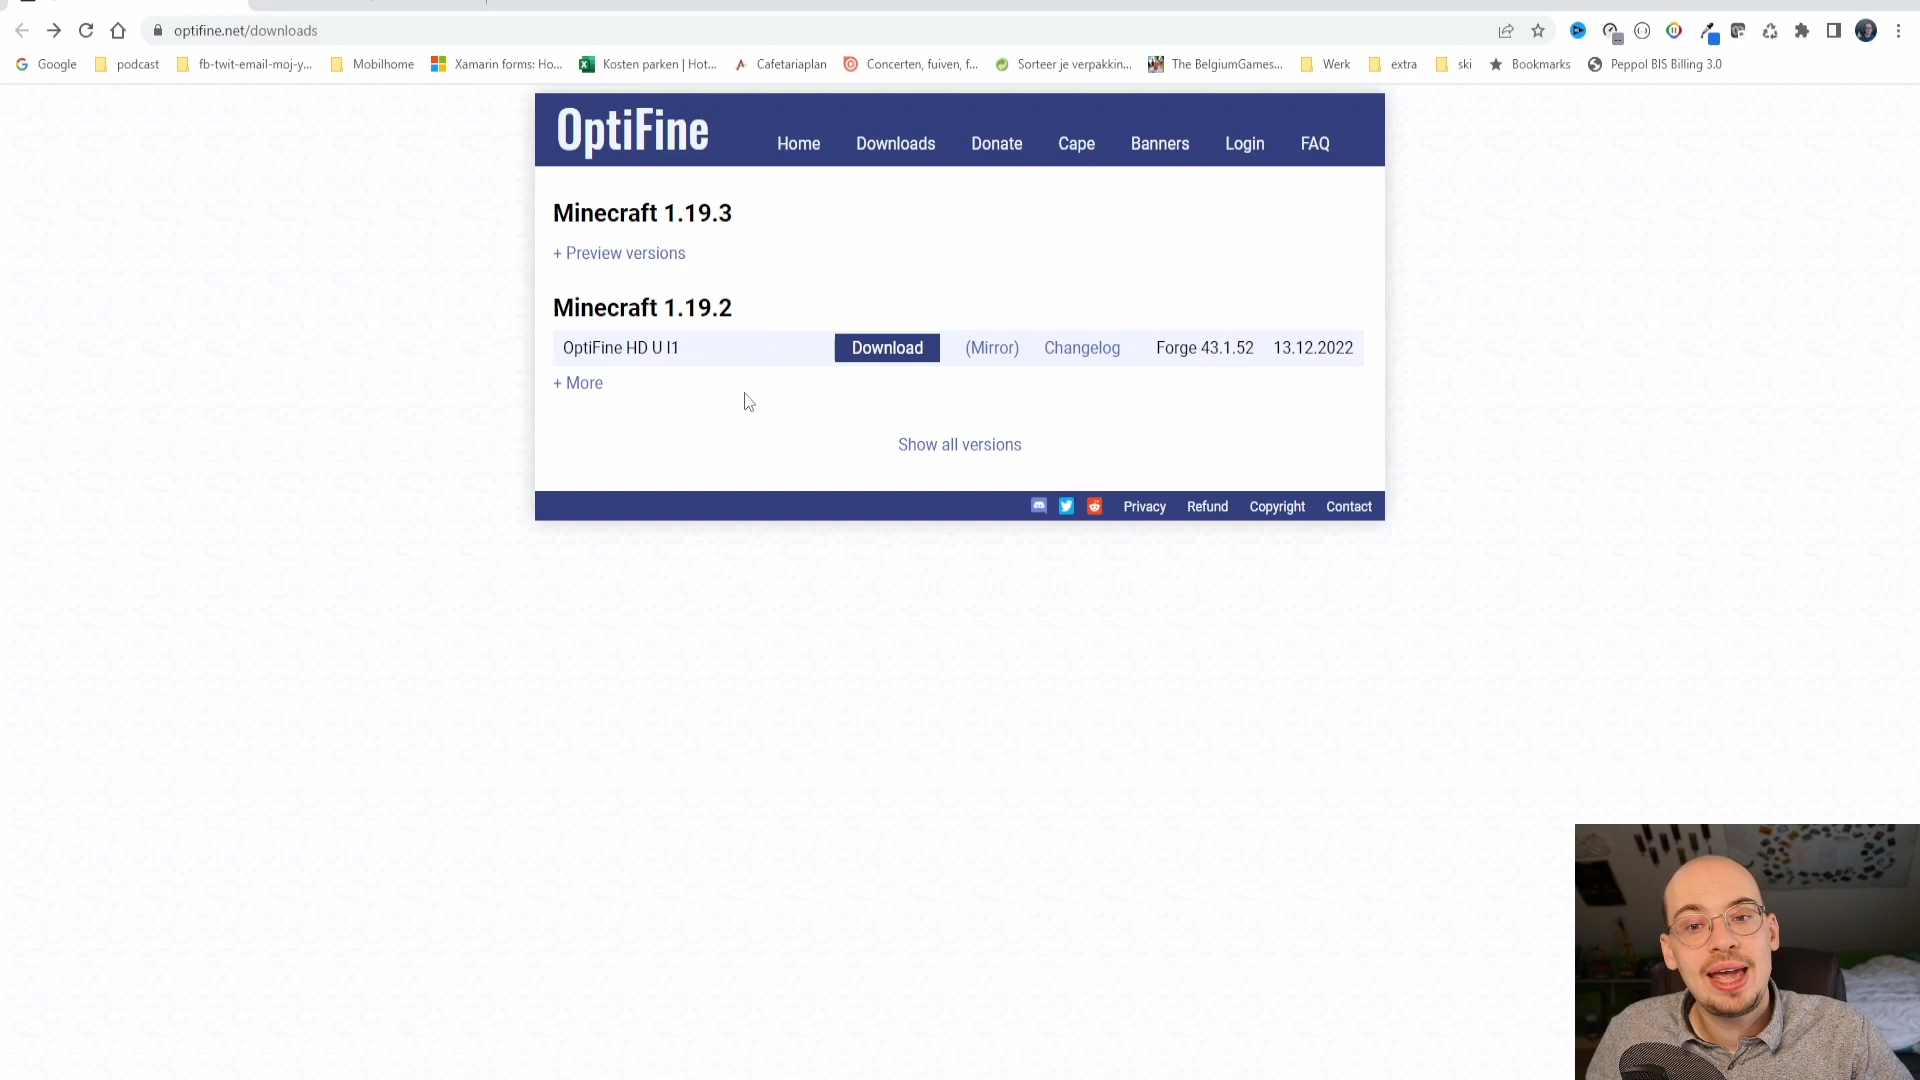 optifine.net/downloads
Google podcast fb-twit-email-moj-y... Mobilhome Xamarin forms: Ho... Kosten parken | Hot... Cafetariaplan Concerten, fuiven, f... Sorteer je verpakkin... The BelgiumGames... Werk extra ski Bookmarks Peppol BIS Billing 3.0
OptiFine Home Downloads Donate Cape Banners Login FAQ
Minecraft 1.19.3
+ Preview versions
Minecraft 1.19.2
OptiFine HD U I1 Download (Mirror) Changelog Forge 43.1.52 13.12.2022
+ More
Show all versions
Privacy Refund Copyright Contact